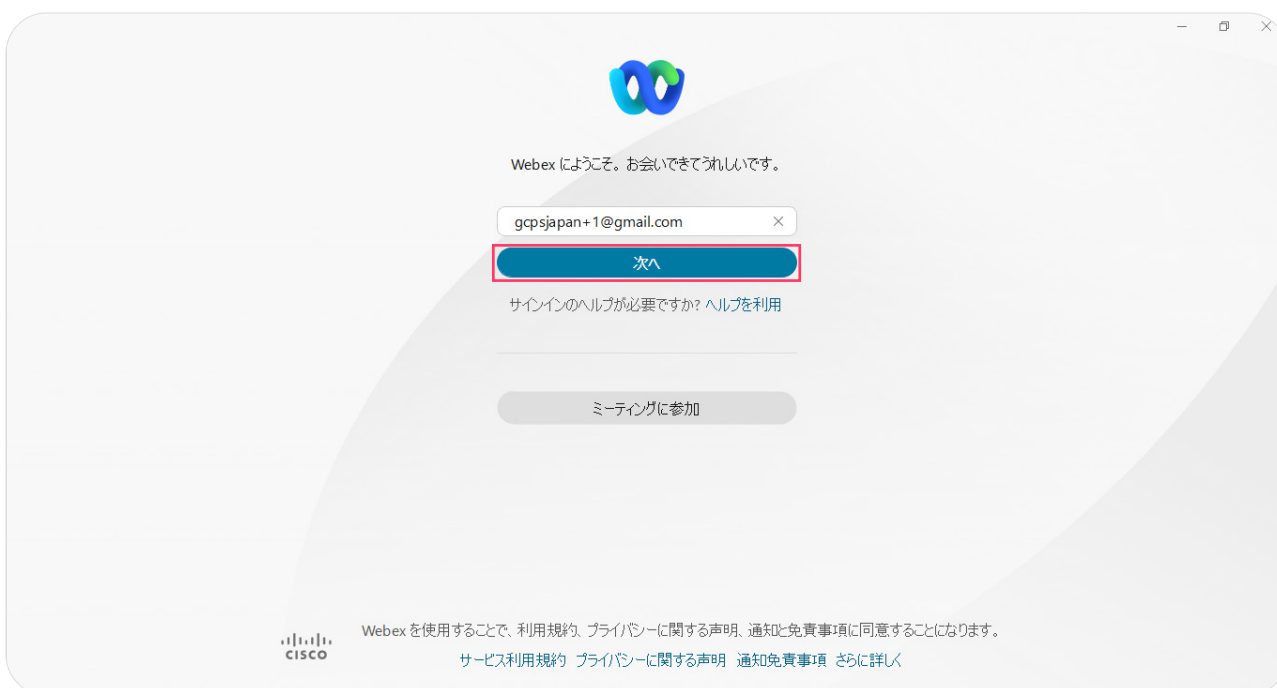 Webex にようこそ。お会いできてうれしいです。
gcpsjapan+1@gmail.com
次へ
サインインのヘルプが必要ですか? ヘルプを利用
ミーティングに参加
Webex を使用することで、利用規約、プライバシーに関する声明、通知と免責事項に同意することになります。
CISCO
サービス利用規約 プライバシーに関する声明 通知免責事項 さらに詳しく